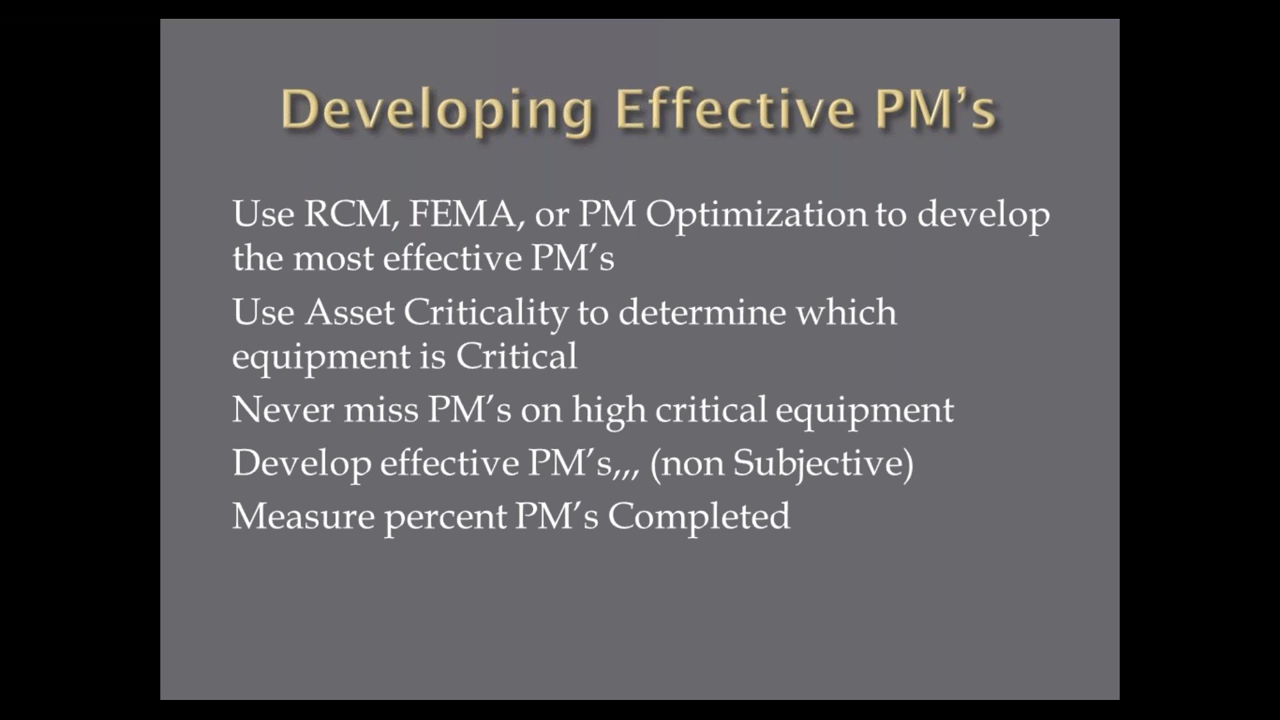 Developing Effective PM’s
Use RCM, FEMA, or PM Optimization to develop
the most effective PM’s
Use Asset Criticality to determine which
equipment is Critical
Never miss PM’s on high critical equipment
Develop effective PM’s,,, (non Subjective)
Measure percent PM’s Completed